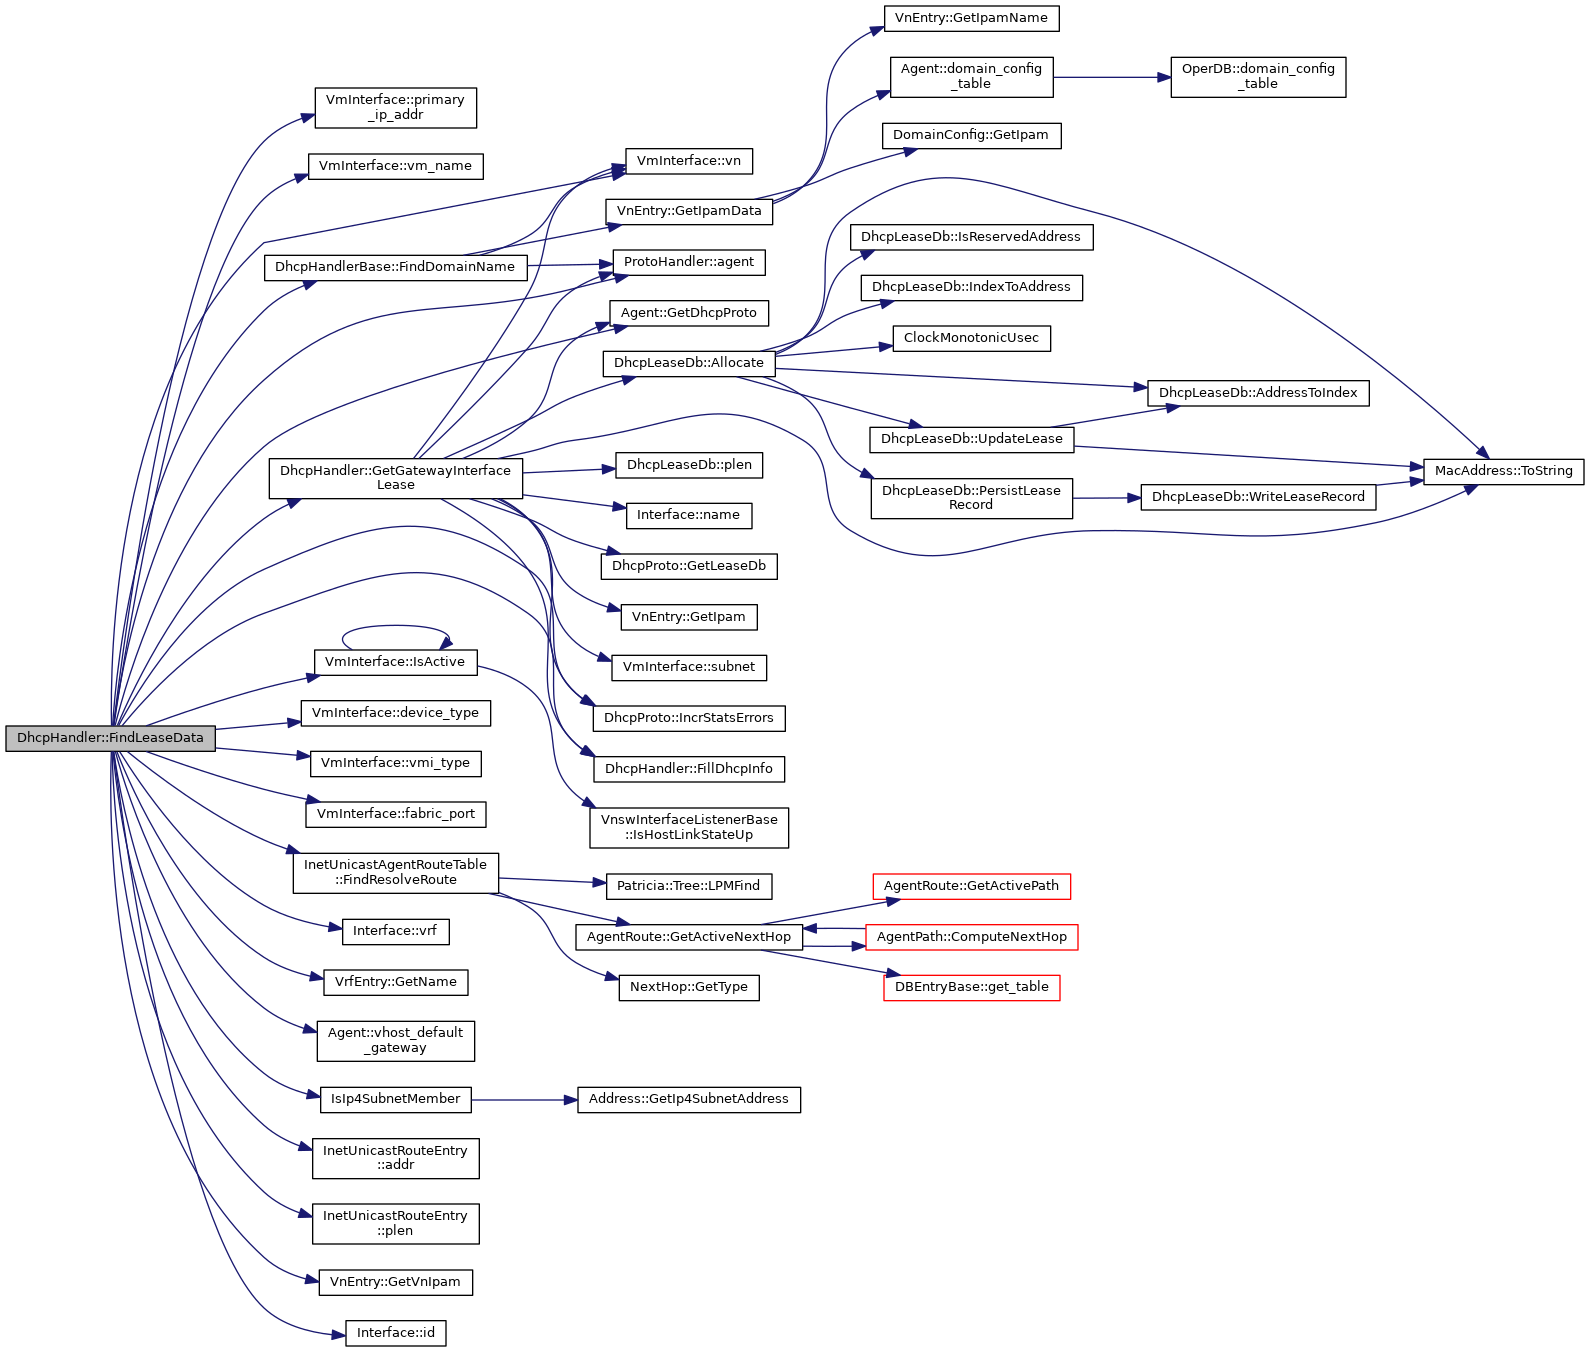 DhcpHandler::FindLeaseData
VmInterface::primary
_ip_addr
VmInterface::vm_name
DhcpHandlerBase::FindDomainName
DhcpHandler::GetGatewayInterface
Lease
VmInterface::IsActive
VmInterface::device_type
VmInterface::vmi_type
VmInterface::fabric_port
InetUnicastAgentRouteTable
::FindResolveRoute
Interface::vrf
VrfEntry::GetName
Agent::vhost_default
_gateway
IsIp4SubnetMember
InetUnicastRouteEntry
::addr
InetUnicastRouteEntry
::plen
VnEntry::GetVnIpam
Interface::id
VmInterface::vn
VnEntry::GetIpamData
ProtoHandler::agent
Agent::GetDhcpProto
DhcpLeaseDb::Allocate
DhcpLeaseDb::plen
Interface::name
DhcpProto::GetLeaseDb
VnEntry::GetIpam
VmInterface::subnet
DhcpProto::IncrStatsErrors
DhcpHandler::FillDhcpInfo
VnswInterfaceListenerBase
::IsHostLinkStateUp
Patricia::Tree::LPMFind
AgentRoute::GetActiveNextHop
NextHop::GetType
Address::GetIp4SubnetAddress
VnEntry::GetIpamName
Agent::domain_config
_table
DomainConfig::GetIpam
DhcpLeaseDb::IsReservedAddress
DhcpLeaseDb::IndexToAddress
ClockMonotonicUsec
DhcpLeaseDb::UpdateLease
DhcpLeaseDb::PersistLease
Record
AgentRoute::GetActivePath
AgentPath::ComputeNextHop
DBEntryBase::get_table
OperDB::domain_config
_table
DhcpLeaseDb::AddressToIndex
DhcpLeaseDb::WriteLeaseRecord
MacAddress::ToString